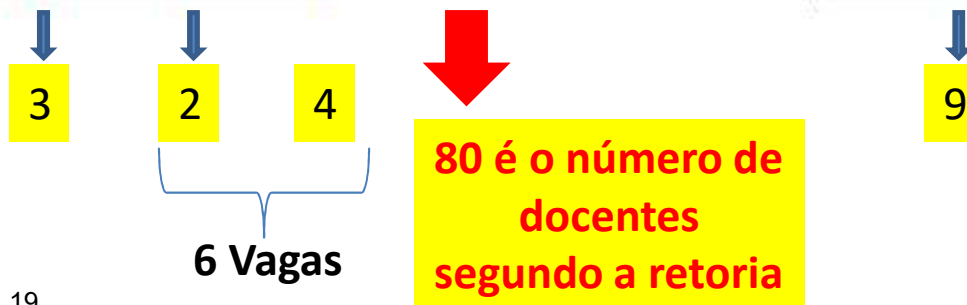 3 2 4 9
80 é o número de
docentes
segundo a retoria
6 Vagas
19